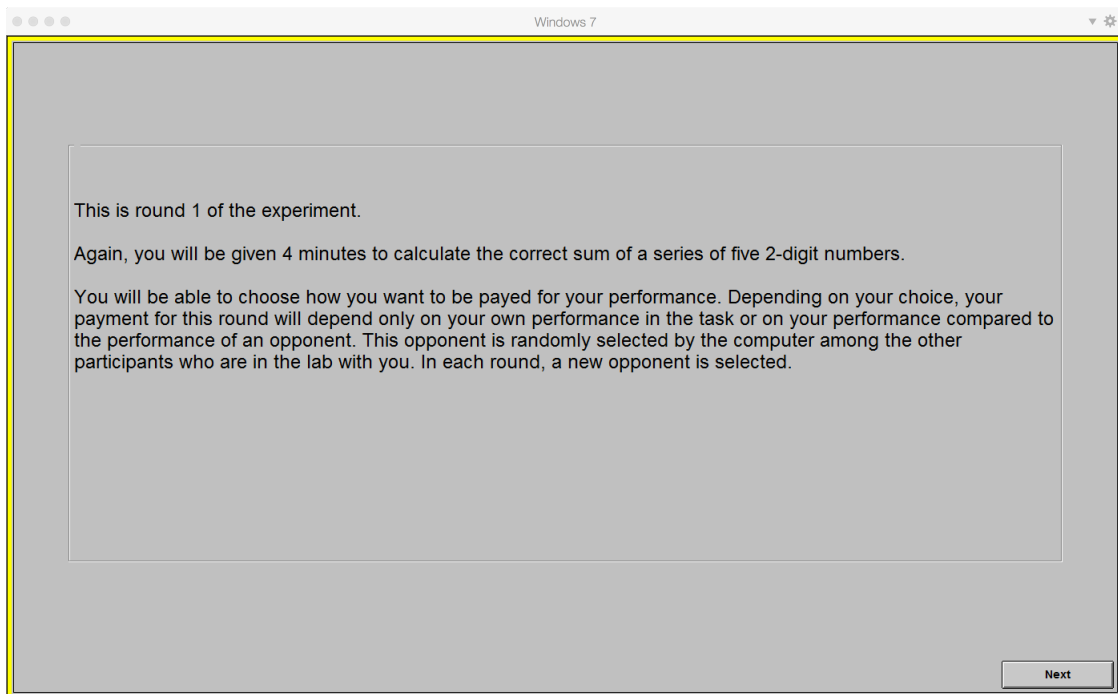 Windows 7
This is round 1 of the experiment.
Again, you will be given 4 minutes to calculate the correct sum of a series of five 2-digit numbers.
You will be able to choose how you want to be payed for your performance. Depending on your choice, your
payment for this round will depend only on your own performance in the task or on your performance compared to
the performance of an opponent. This opponent is randomly selected by the computer among the other
participants who are in the lab with you. In each round, a new opponent is selected.
Next